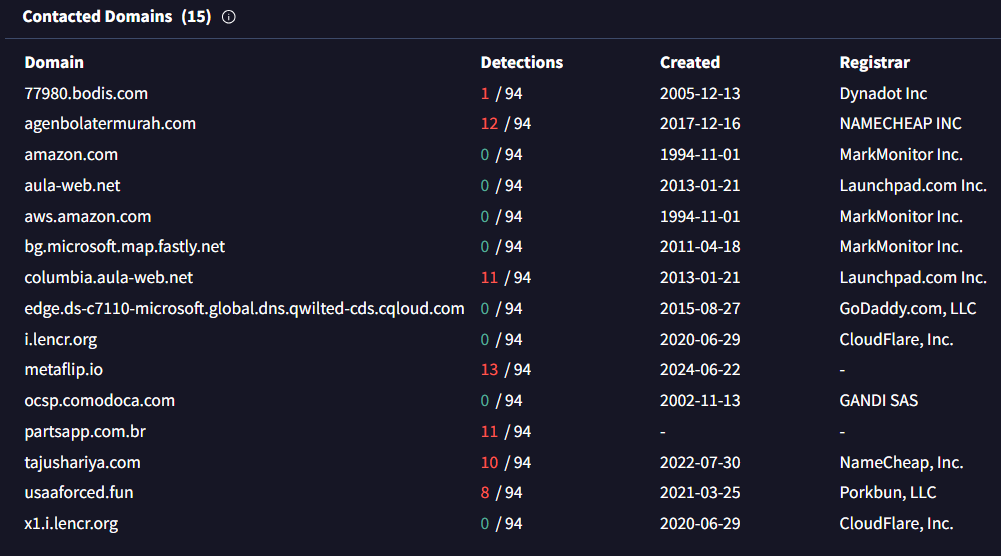 Contacted Domains (15)
Domain Detections Created Registrar
77980.bodis.com 1 / 94 2005-12-13 Dynadot Inc
agenbolatermurah.com 12 / 94 2017-12-16 NAMECHEAP INC
amazon.com 0 / 94 1994-11-01 MarkMonitor Inc.
aula-web.net 0 / 94 2013-01-21 Launchpad.com Inc.
aws.amazon.com 0 / 94 1994-11-01 MarkMonitor Inc.
bg.microsoft.map.fastly.net 0 / 94 2011-04-18 MarkMonitor Inc.
columbia.aula-web.net 11 / 94 2013-01-21 Launchpad.com Inc.
edge.ds-c7110-microsoft.global.dns.qwilted-cds.cqloud.com 0 / 94 2015-08-27 GoDaddy.com, LLC
i.lencr.org 0 / 94 2020-06-29 CloudFlare, Inc.
metaflip.io 13 / 94 2024-06-22 -
ocsp.comodoca.com 0 / 94 2002-11-13 GANDI SAS
partsapp.com.br 11 / 94 - -
tajushariya.com 10 / 94 2022-07-30 NameCheap, Inc.
usaaforced.fun 8 / 94 2021-03-25 Porkbun, LLC
x1.i.lencr.org 0 / 94 2020-06-29 CloudFlare, Inc.